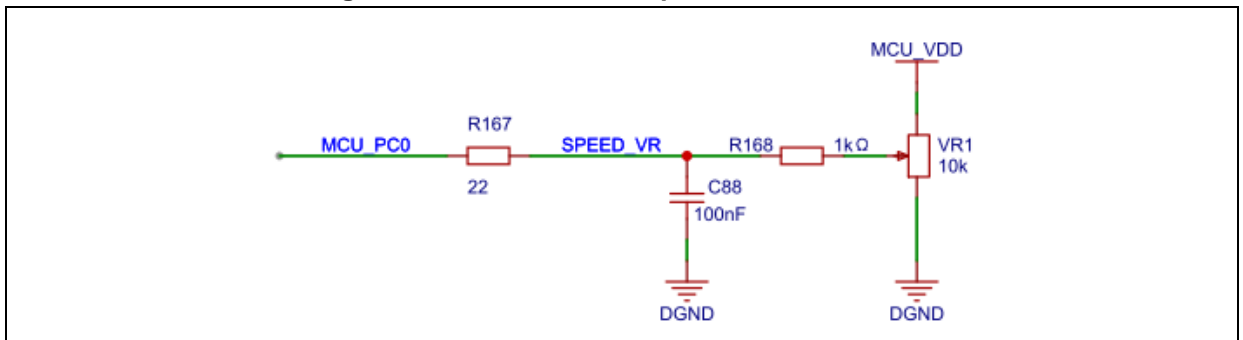 MCU_VDD
R167
MCU_PC0
SPEED_VR
R168
1kΩ
VR1
10k
22
C88
100nF
DGND
DGND